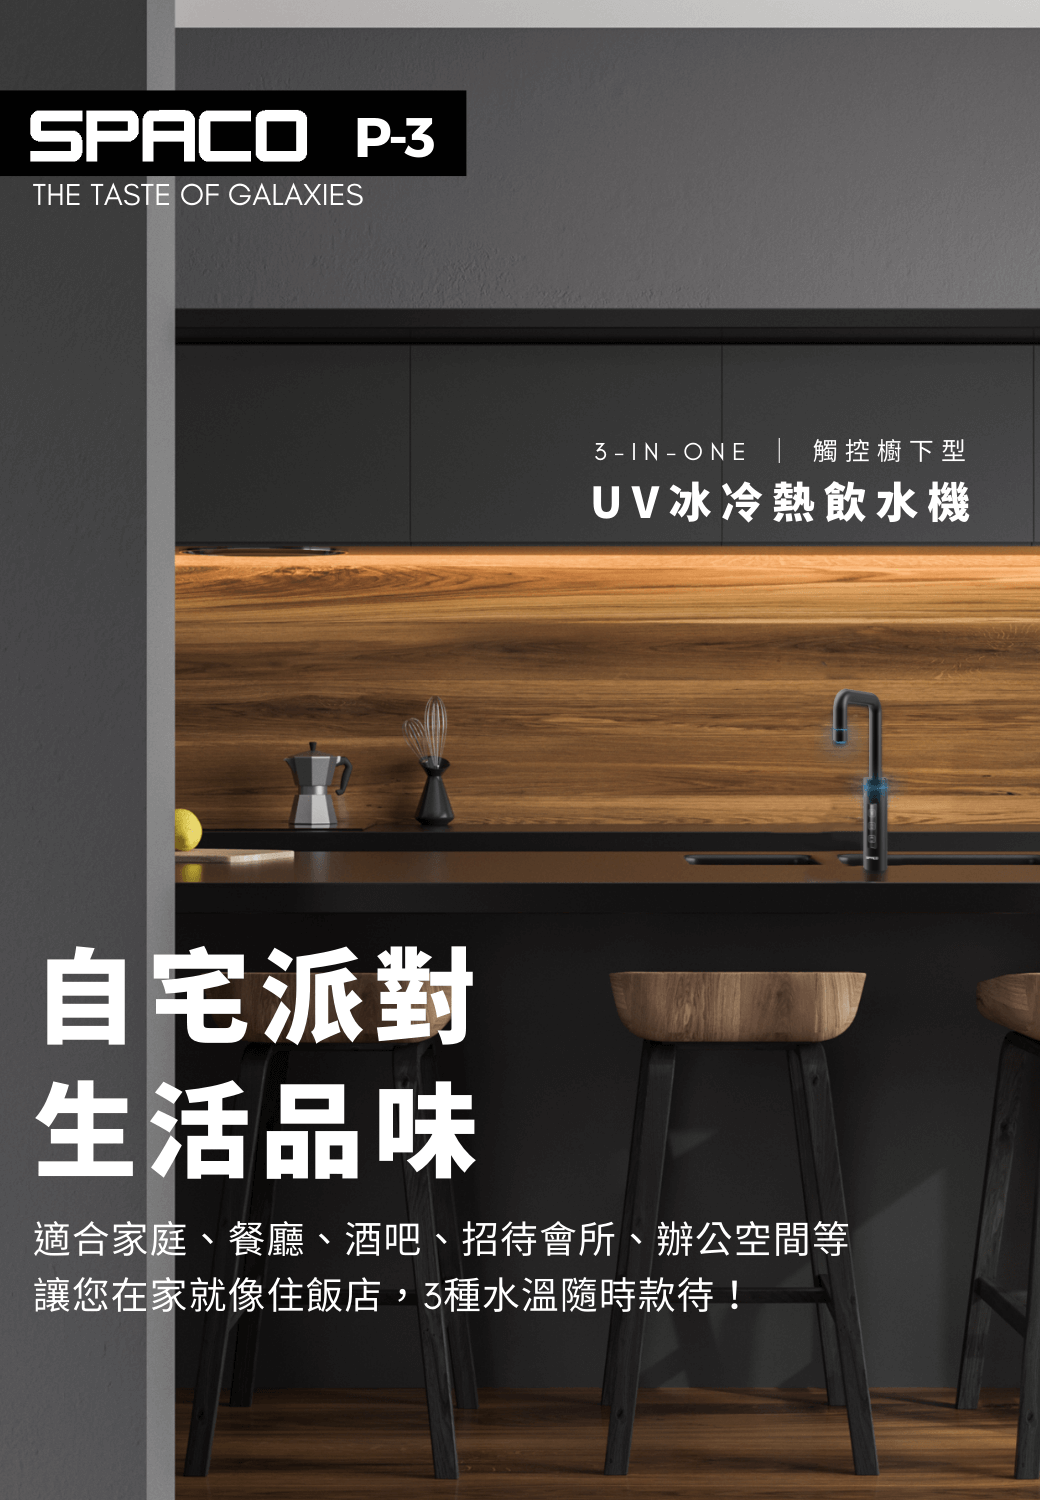 SPACO P-3
THE TASTE OF GALAXIES
3-IN-ONE｜觸控櫥下型
UV冰冷熱飲水機
自宅派對
生活品味
適合家庭、餐廳、酒吧、招待會所、辦公空間等
讓您在家就像住飯店，3種水溫隨時款待！
SPACO